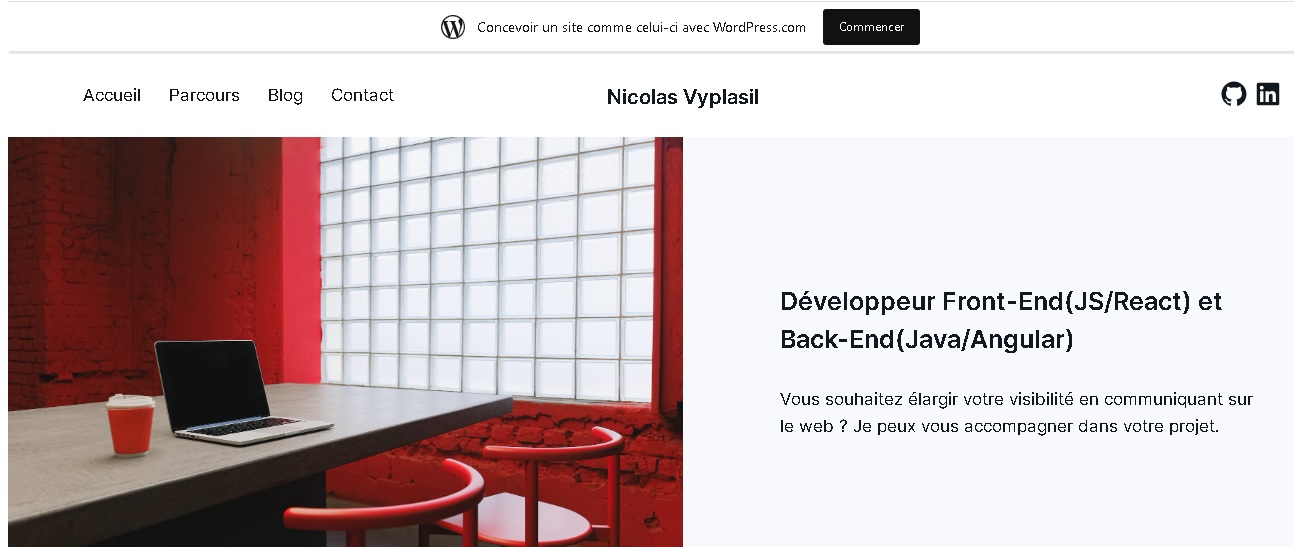 Concevoir un site comme celui-ci avec WordPress.com
Commencer
Accueil Parcours Blog Contact
Nicolas Vyplasil
Développeur Front-End(JS/React) et
Back-End(Java/Angular)
Vous souhaitez élargir votre visibilité en communiquant sur
le web ? Je peux vous accompagner dans votre projet.